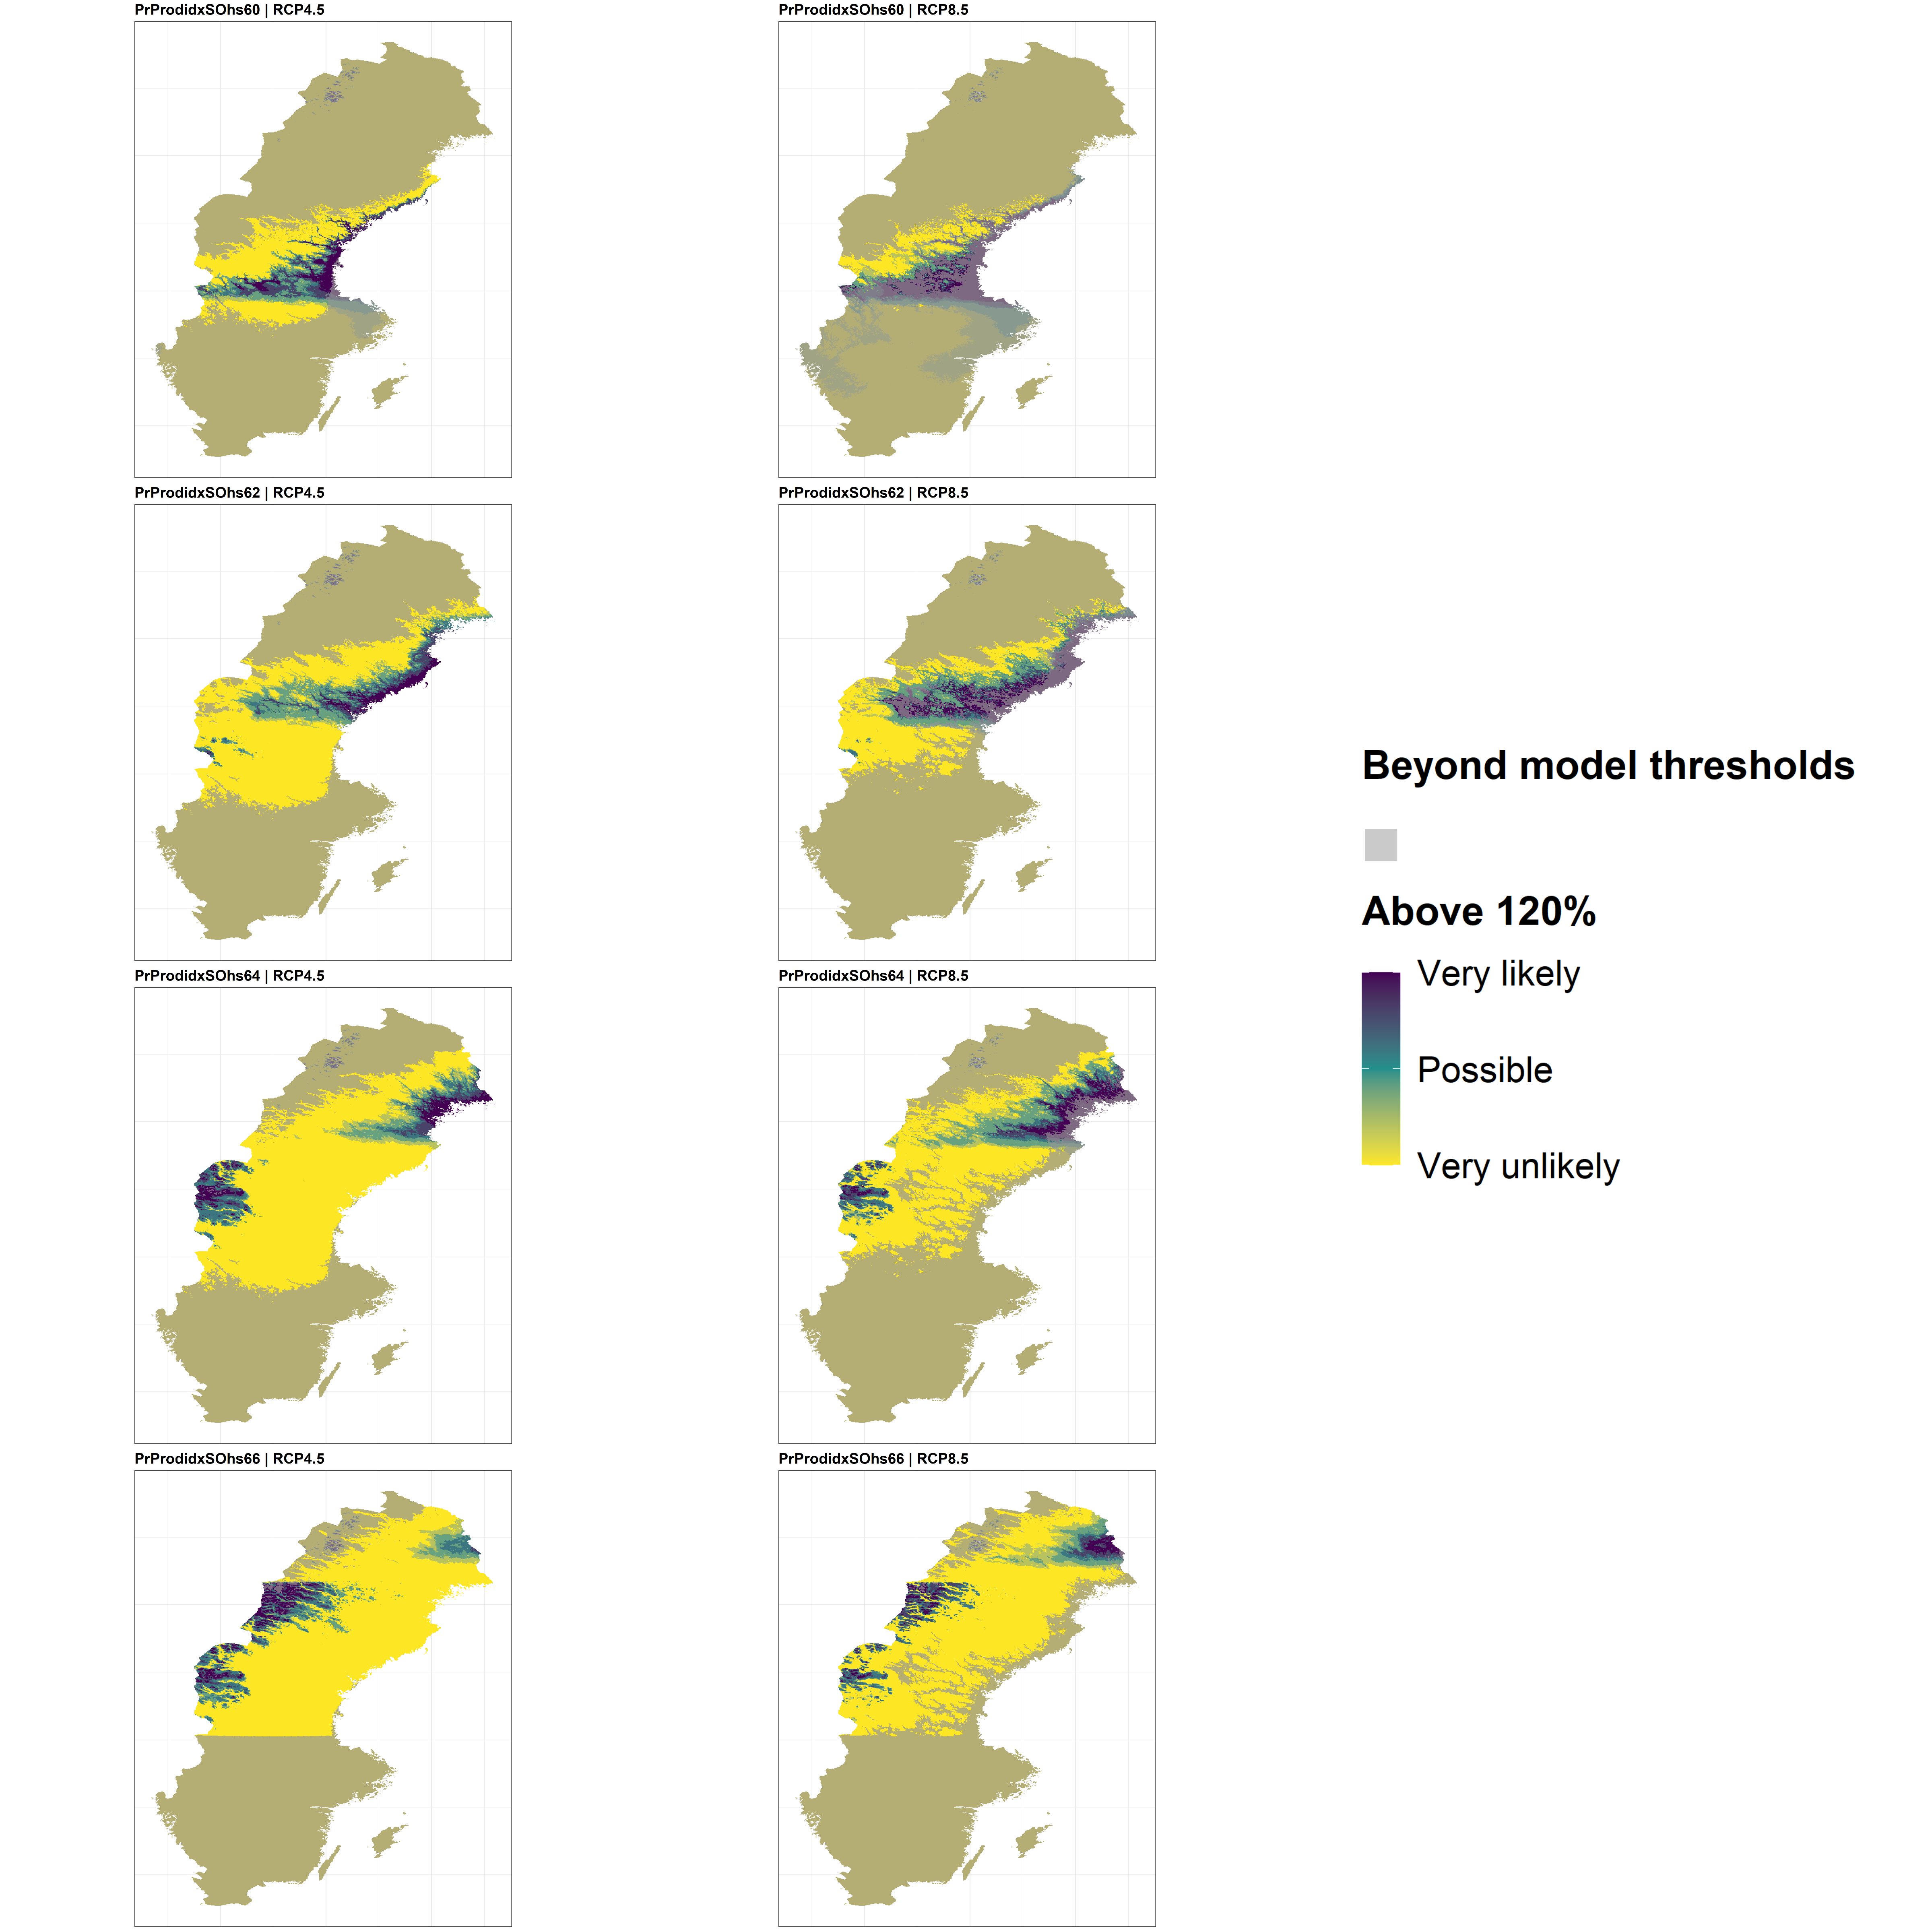 PrProdidxSOhs60 | RCP4.5
PrProdidxSOhs60 | RCP8.5
PrProdidxSOhs62 | RCP4.5
PrProdidxSOhs62 | RCP8.5
Beyond model thresholds
Above 120%
Very likely
Possible
Very unlikely
PrProdidxSOhs64 | RCP4.5
PrProdidxSOhs64 | RCP8.5
PrProdidxSOhs66 | RCP4.5
PrProdidxSOhs66 | RCP8.5